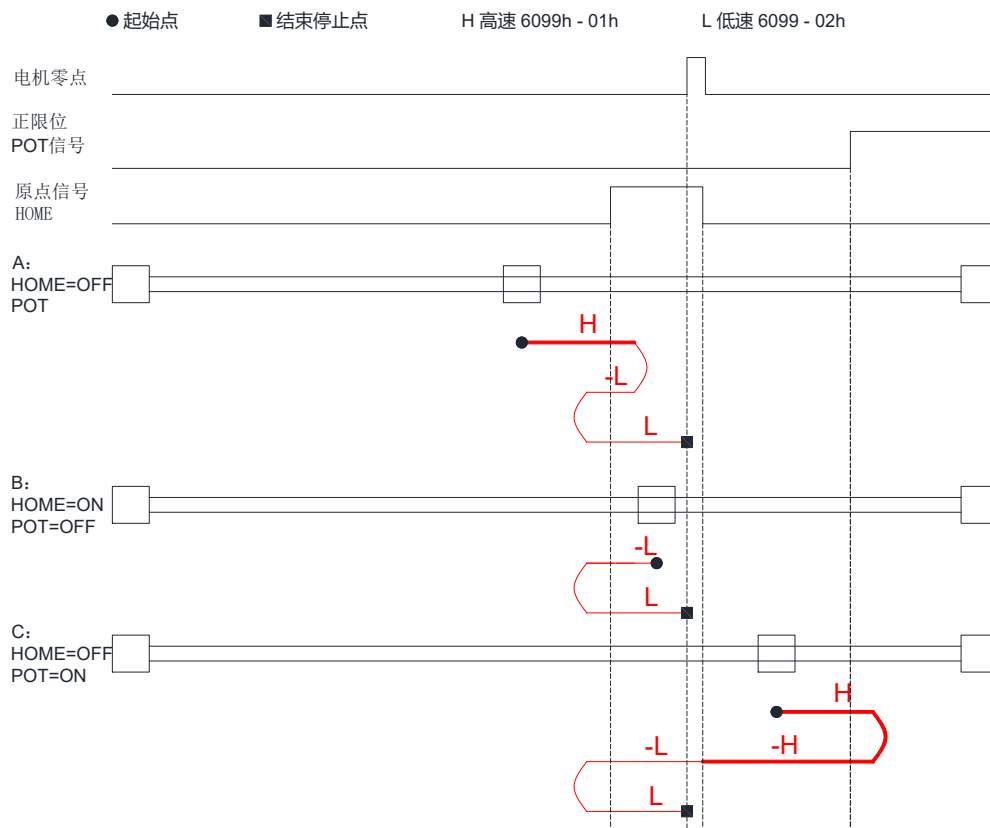 起始点
结束停止点
H 高速 6099h - 01h
L 低速 6099 - 02h
电机零点
正限位
POT信号
原点信号
HOME
A:
HOME=OFF
POT
H
-L
L
B:
HOME=ON
POT=OFF
-L
L
C:
HOME=OFF
POT=ON
H
-H
-L
L